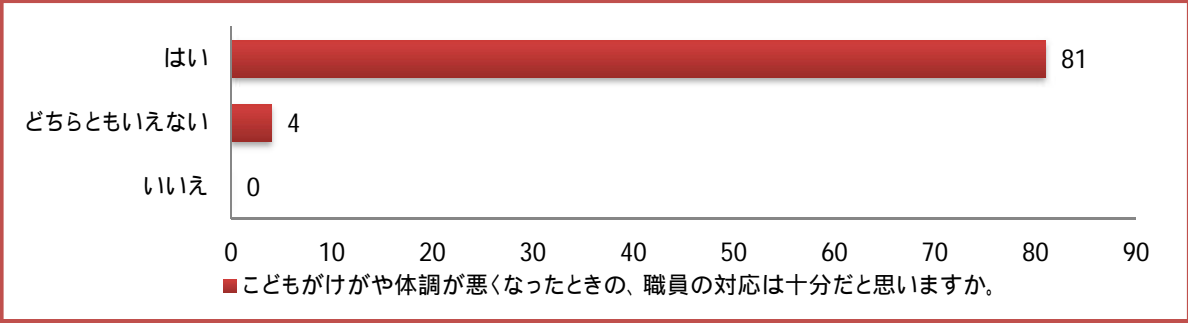 はい 81
どちらともいえない 4
いいえ 0
0 10 20 30 40 50 60 70 80 90
こどもがけがや体調が悪くなったときの、職員の対応は十分だと思いますか。